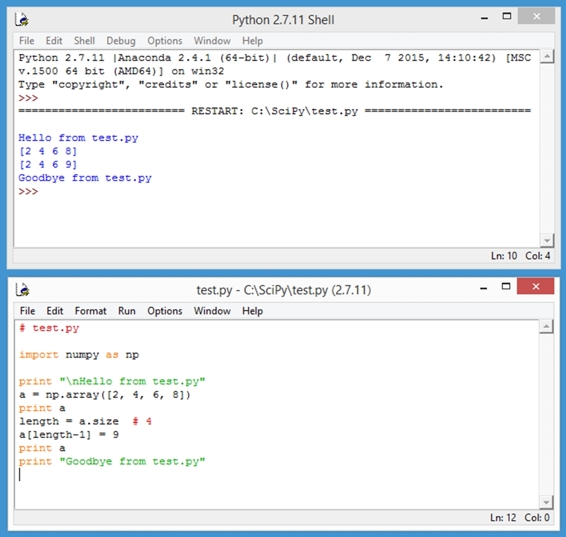 Python 2.7.11 Shell
File Edit Shell Debug Options Window Help
Python 2.7.11 |Anaconda 2.4.1 (64-bit)| (default, Dec  7 2015, 14:10:42) [MSC
v.1500 64 bit (AMD64)] on win32
Type "copyright", "credits" or "license()" for more information.
>>>
========================= RESTART: C:\SciPy\test.py =========================
Hello from test.py
[2 4 6 8]
[2 4 6 9]
Goodbye from test.py
>>>
Ln: 10 Col: 4
test.py - C:\SciPy\test.py (2.7.11)
File Edit Format Run Options Window Help
# test.py
import numpy as np
print "\nHello from test.py"
a = np.array([2, 4, 6, 8])
print a
length = a.size  # 4
a[length-1] = 9
print a
print "Goodbye from test.py"
Ln: 12 Col: 0